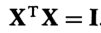 XᵀX = I.